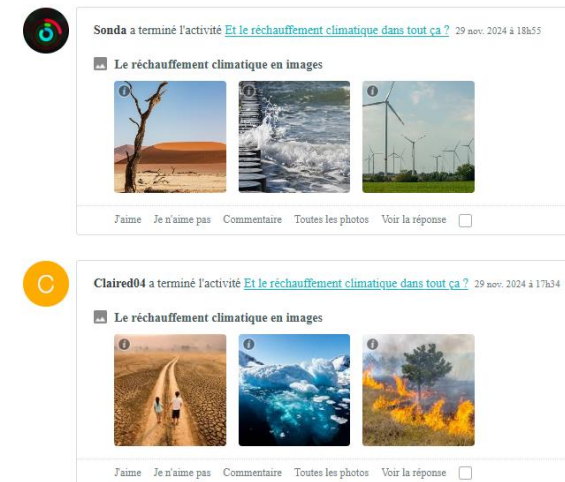 Sonda a terminé l'activité Et le réchauffement climatique dans tout ça ? 29 nov. 2024 à 18h55
Le réchauffement climatique en images
J'aime Je n'aime pas Commentaire Toutes les photos Voir la réponse
C
Claired04 a terminé l'activité Et le réchauffement climatique dans tout ça ? 29 nov. 2024 à 17h34
Le réchauffement climatique en images
J'aime Je n'aime pas Commentaire Toutes les photos Voir la réponse